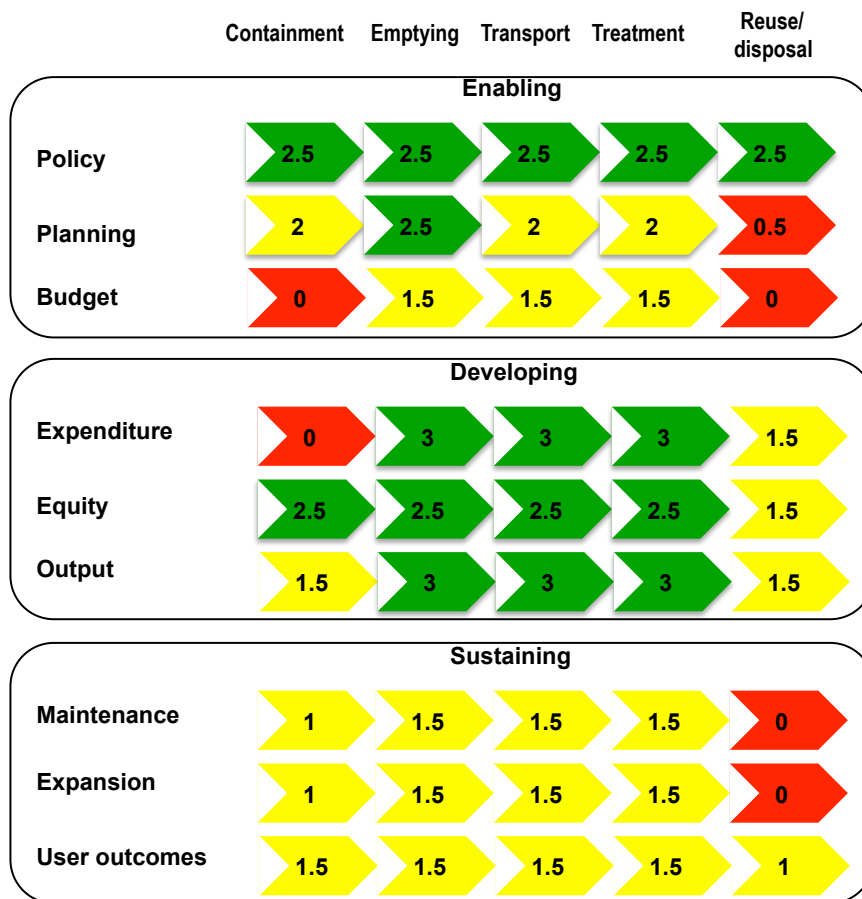 Containment Emptying Transport Treatment Reuse/
disposal
Enabling
Policy 2.5 2.5 2.5 2.5 2.5
Planning 2 2.5 2 2 0.5
Budget 0 1.5 1.5 1.5 0
Developing
Expenditure 0 3 3 3 1.5
Equity 2.5 2.5 2.5 2.5 1.5
Output 1.5 3 3 3 1.5
Sustaining
Maintenance 1 1.5 1.5 1.5 0
Expansion 1 1.5 1.5 1.5 0
User outcomes 1.5 1.5 1.5 1.5 1